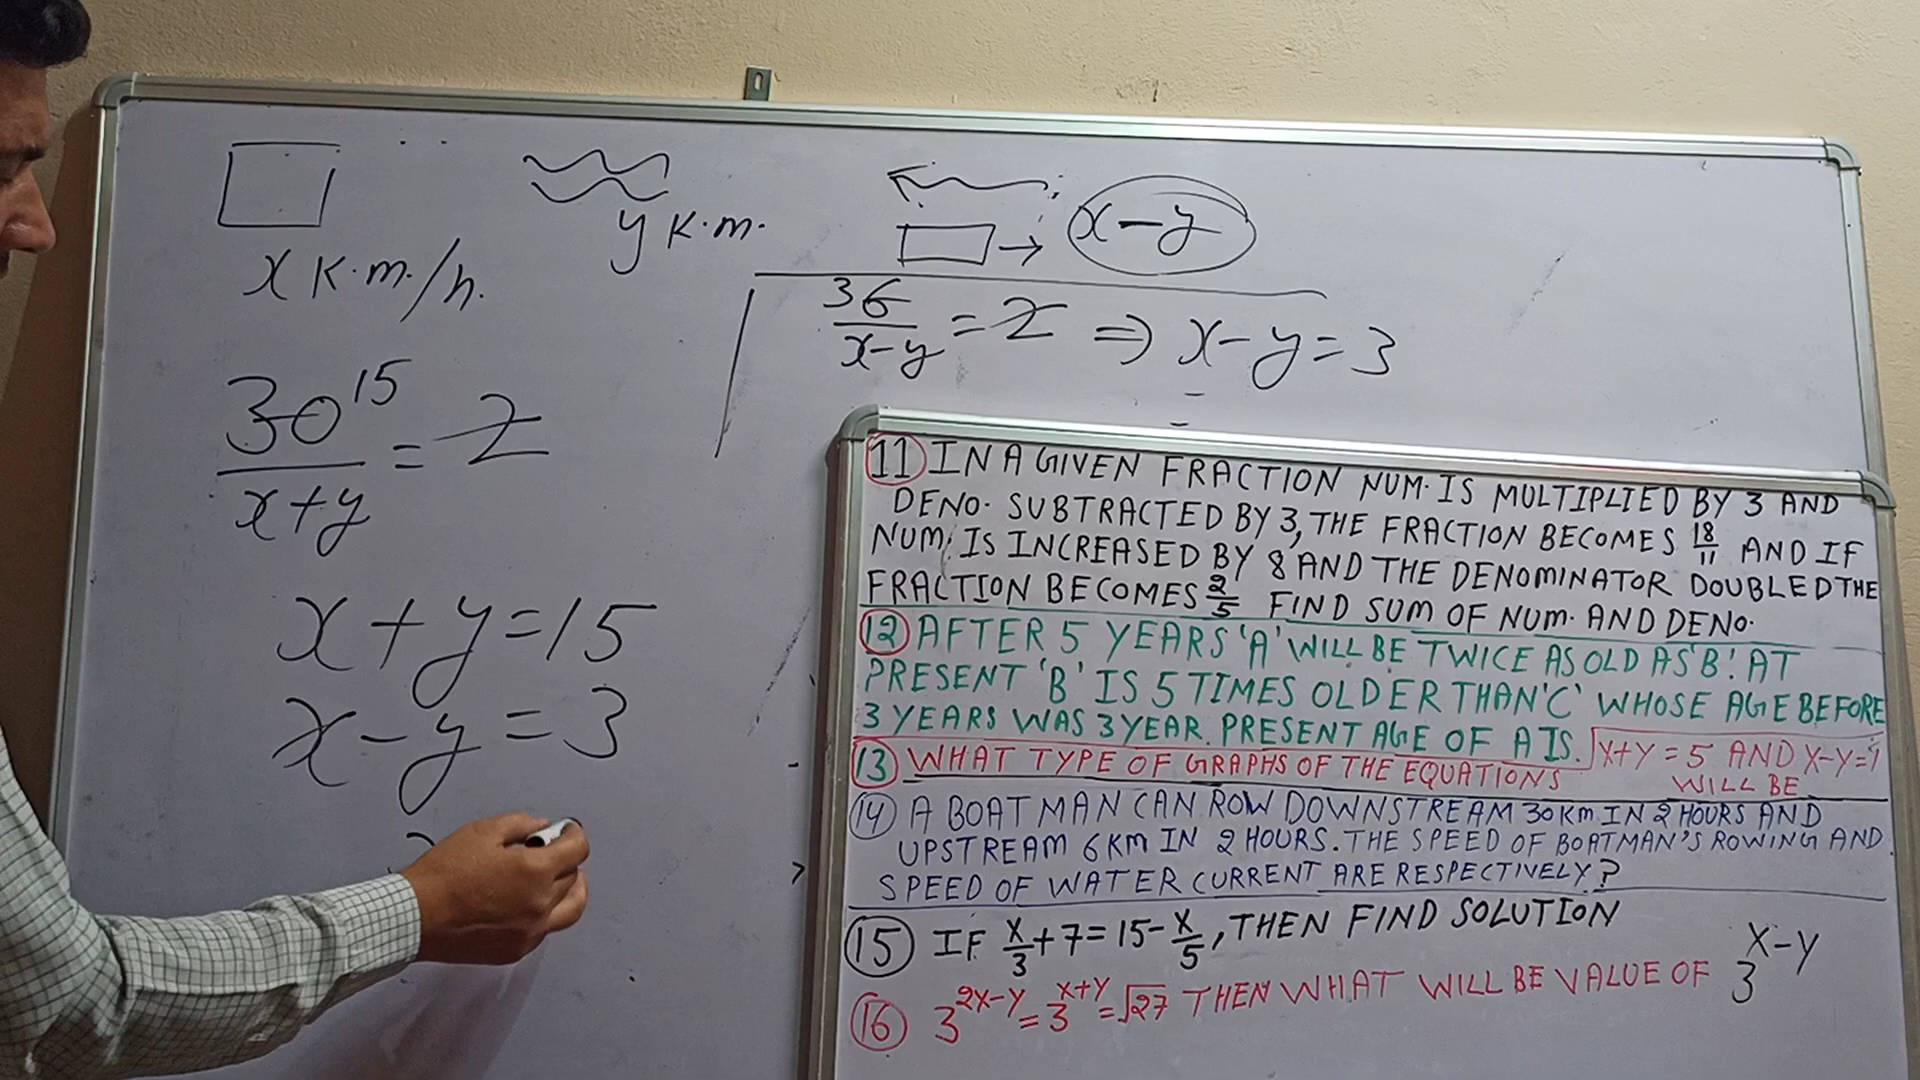 x K.m./h.
y K.m.
x-y
36/x-y = 2 ⇒ x-y=3
30 15/x+y = 2
x+y=15
x-y=3
11 IN A GIVEN FRACTION NUM. IS MULTIPLIED BY 3 AND
DENO. SUBTRACTED BY 3, THE FRACTION BECOMES 18/11 AND IF
NUM. IS INCREASED BY 8 AND THE DENOMINATOR DOUBLED THE
FRACTION BECOMES 2/5 FIND SUM OF NUM. AND DENO.
12 AFTER 5 YEARS 'A' WILL BE TWICE AS OLD AS 'B'. AT
PRESENT 'B' IS 5 TIMES OLDER THAN 'C' WHOSE AGE BEFORE
3 YEARS WAS 3 YEAR. PRESENT AGE OF A IS.
13 WHAT TYPE OF GRAPHS OF THE EQUATIONS x+y=5 AND x-y=
WILL BE
14 A BOATMAN CAN ROW DOWNSTREAM 30 Km IN 2 HOURS AND
UPSTREAM 6 KM IN 2 HOURS. THE SPEED OF BOATMAN'S ROWING AND
SPEED OF WATER CURRENT ARE RESPECTIVELY?
15 IF x/3+7=15-x/5, THEN FIND SOLUTION
16 3^2x-y = 3^x+y = √27 THEN WHAT WILL BE VALUE OF 3^x-y